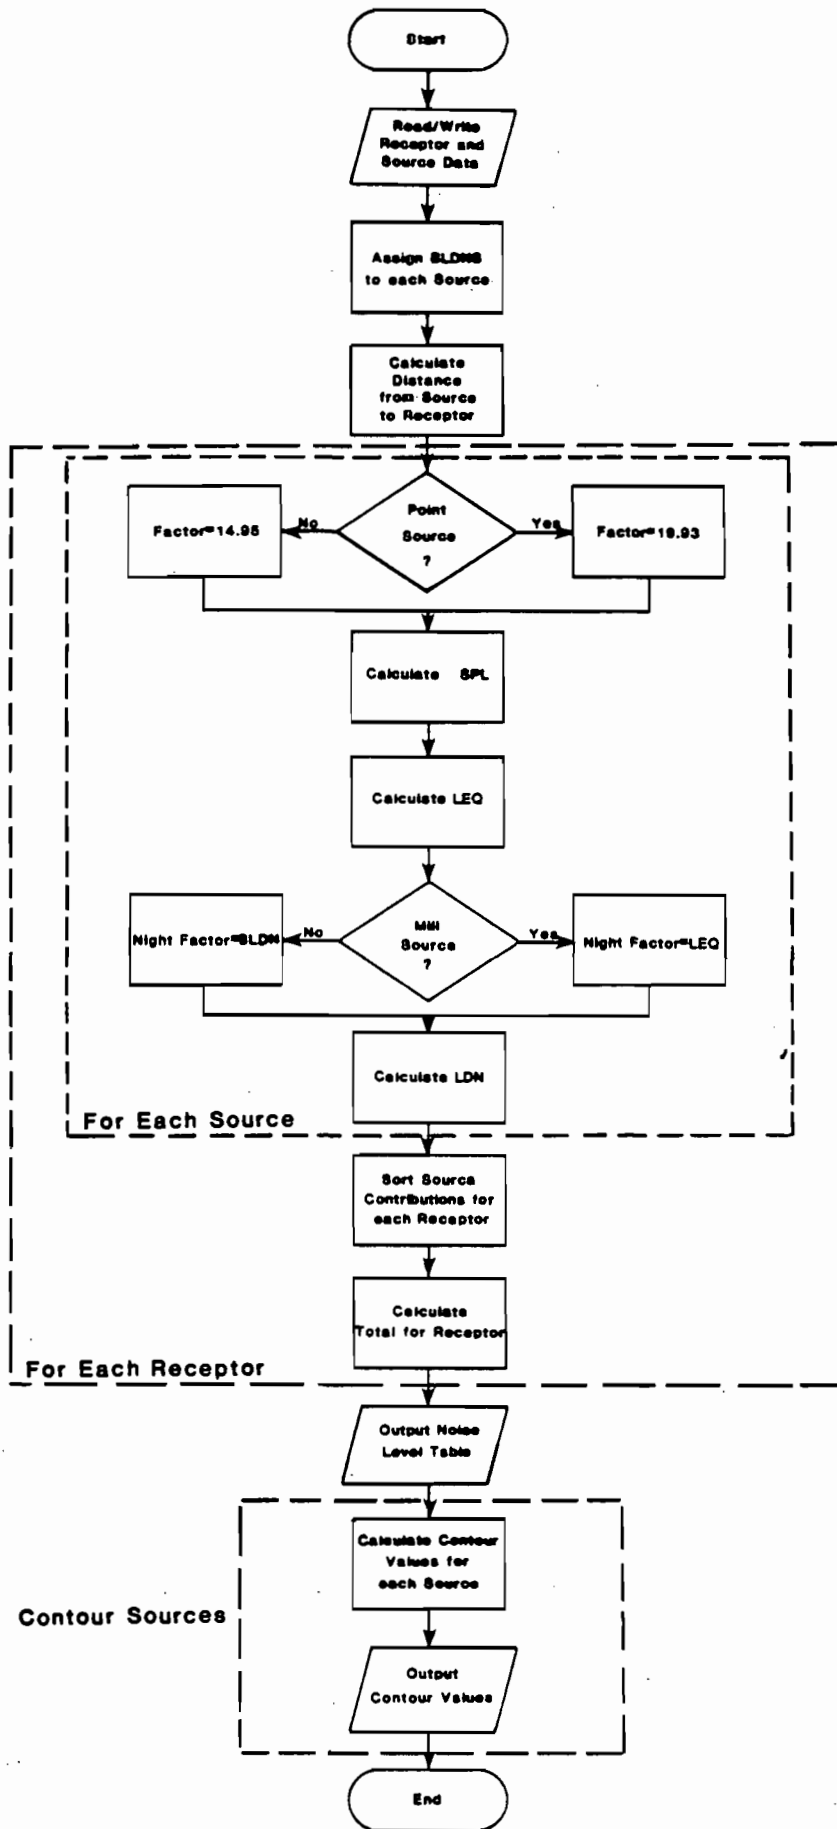 Start
Read/Write
Receptor and
Source Data
Assign SLDNS
to each Source
Calculate
Distance
from Source
to Receptor
Point
Source
?
No
Yes
Factor=14.95
Factor=19.93
Calculate SPL
Calculate LEQ
Mill
Source
?
No
Yes
Night Factor=SLDN
Night Factor=LEQ
Calculate LDN
For Each Source
Sort Source
Contributions for
each Receptor
Calculate
Total for Receptor
For Each Receptor
Output Noise
Level Table
Calculate Contour
Values for
each Source
Contour Sources
Output
Contour Values
End